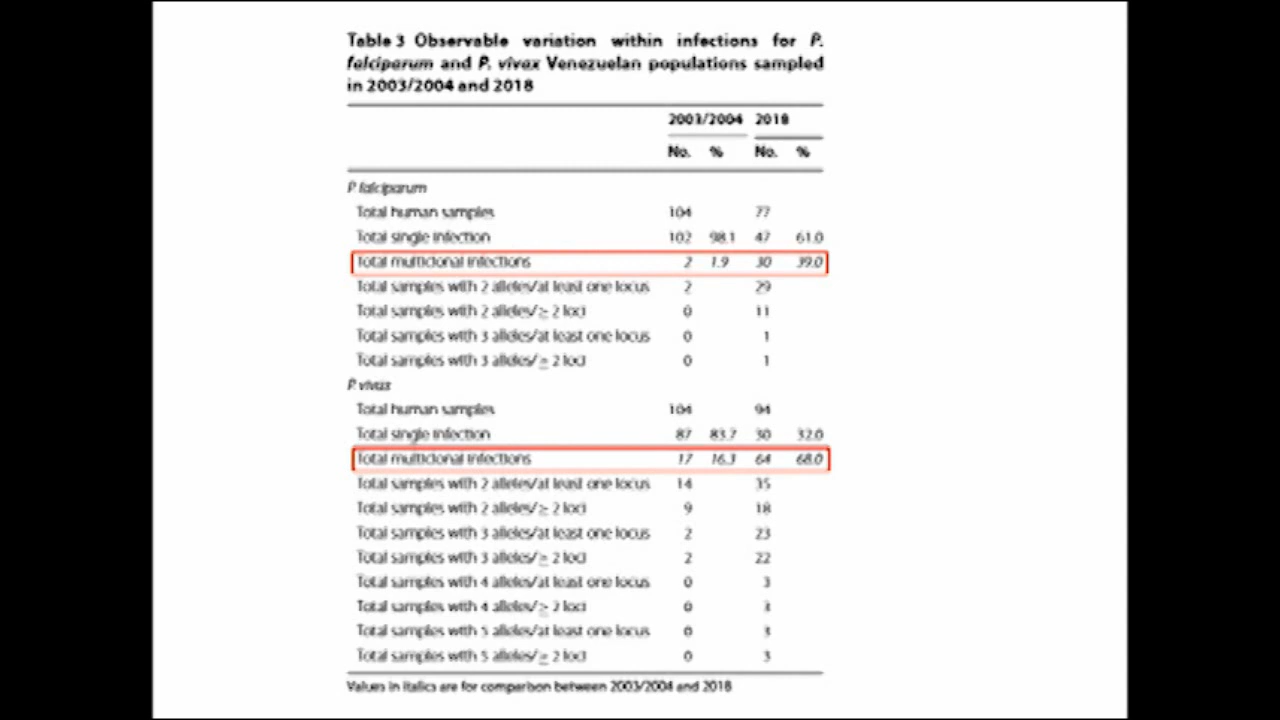 Table 3 Observable variation within infections for P.
falciparum and P. vivax Venezuelan populations sampled
in 2003/2004 and 2018
2003/2004 2018
No. % No. %
P. falciparum
Total human samples 104 77
Total single infection 102 98.1 47 61.0
Total multiclonal infections 2 1.9 30 39.0
Total samples with 2 alleles/at least one locus 2 29
Total samples with 2 alleles/≥ 2 loci 0 11
Total samples with 3 alleles/at least one locus 0 1
Total samples with 3 alleles/≥ 2 loci 0 1
P. vivax
Total human samples 104 94
Total single infection 87 83.7 30 32.0
Total multiclonal infections 17 16.3 64 68.0
Total samples with 2 alleles/at least one locus 14 35
Total samples with 2 alleles/≥ 2 loci 9 18
Total samples with 3 alleles/at least one locus 2 23
Total samples with 3 alleles/≥ 2 loci 2 22
Total samples with 4 alleles/at least one locus 0 3
Total samples with 4 alleles/≥ 2 loci 0 3
Total samples with 5 alleles/at least one locus 0 3
Total samples with 5 alleles/≥ 2 loci 0 3
Values in italics are for comparison between 2003/2004 and 2018